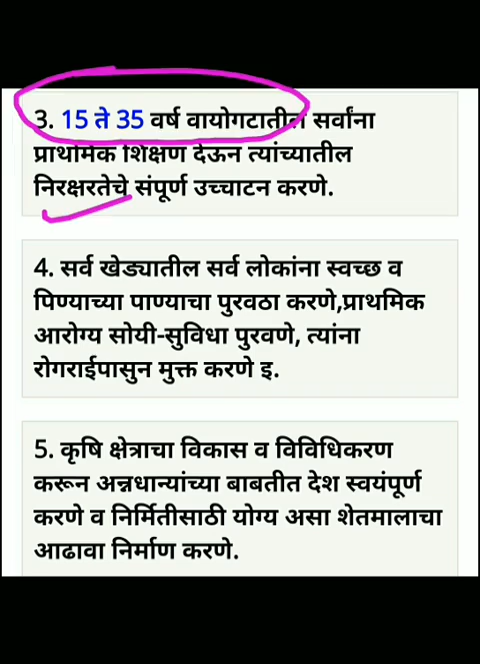 3. 15 ते 35 वर्ष वायोगटातील सर्वांना
प्राथमिक शिक्षण देऊन त्यांच्यातील
निरक्षरतेचे संपूर्ण उच्चाटन करणे.
4. सर्व खेड्यातील सर्व लोकांना स्वच्छ व
पिण्याच्या पाण्याचा पुरवठा करणे,प्राथमिक
आरोग्य सोयी-सुविधा पुरवणे, त्यांना
रोगराईपासुन मुक्त करणे इ.
5. कृषि क्षेत्राचा विकास व विविधिकरण
करून अन्नधान्यांच्या बाबतीत देश स्वयंपूर्ण
करणे व निर्मितीसाठी योग्य असा शेतमालाचा
आढावा निर्माण करणे.